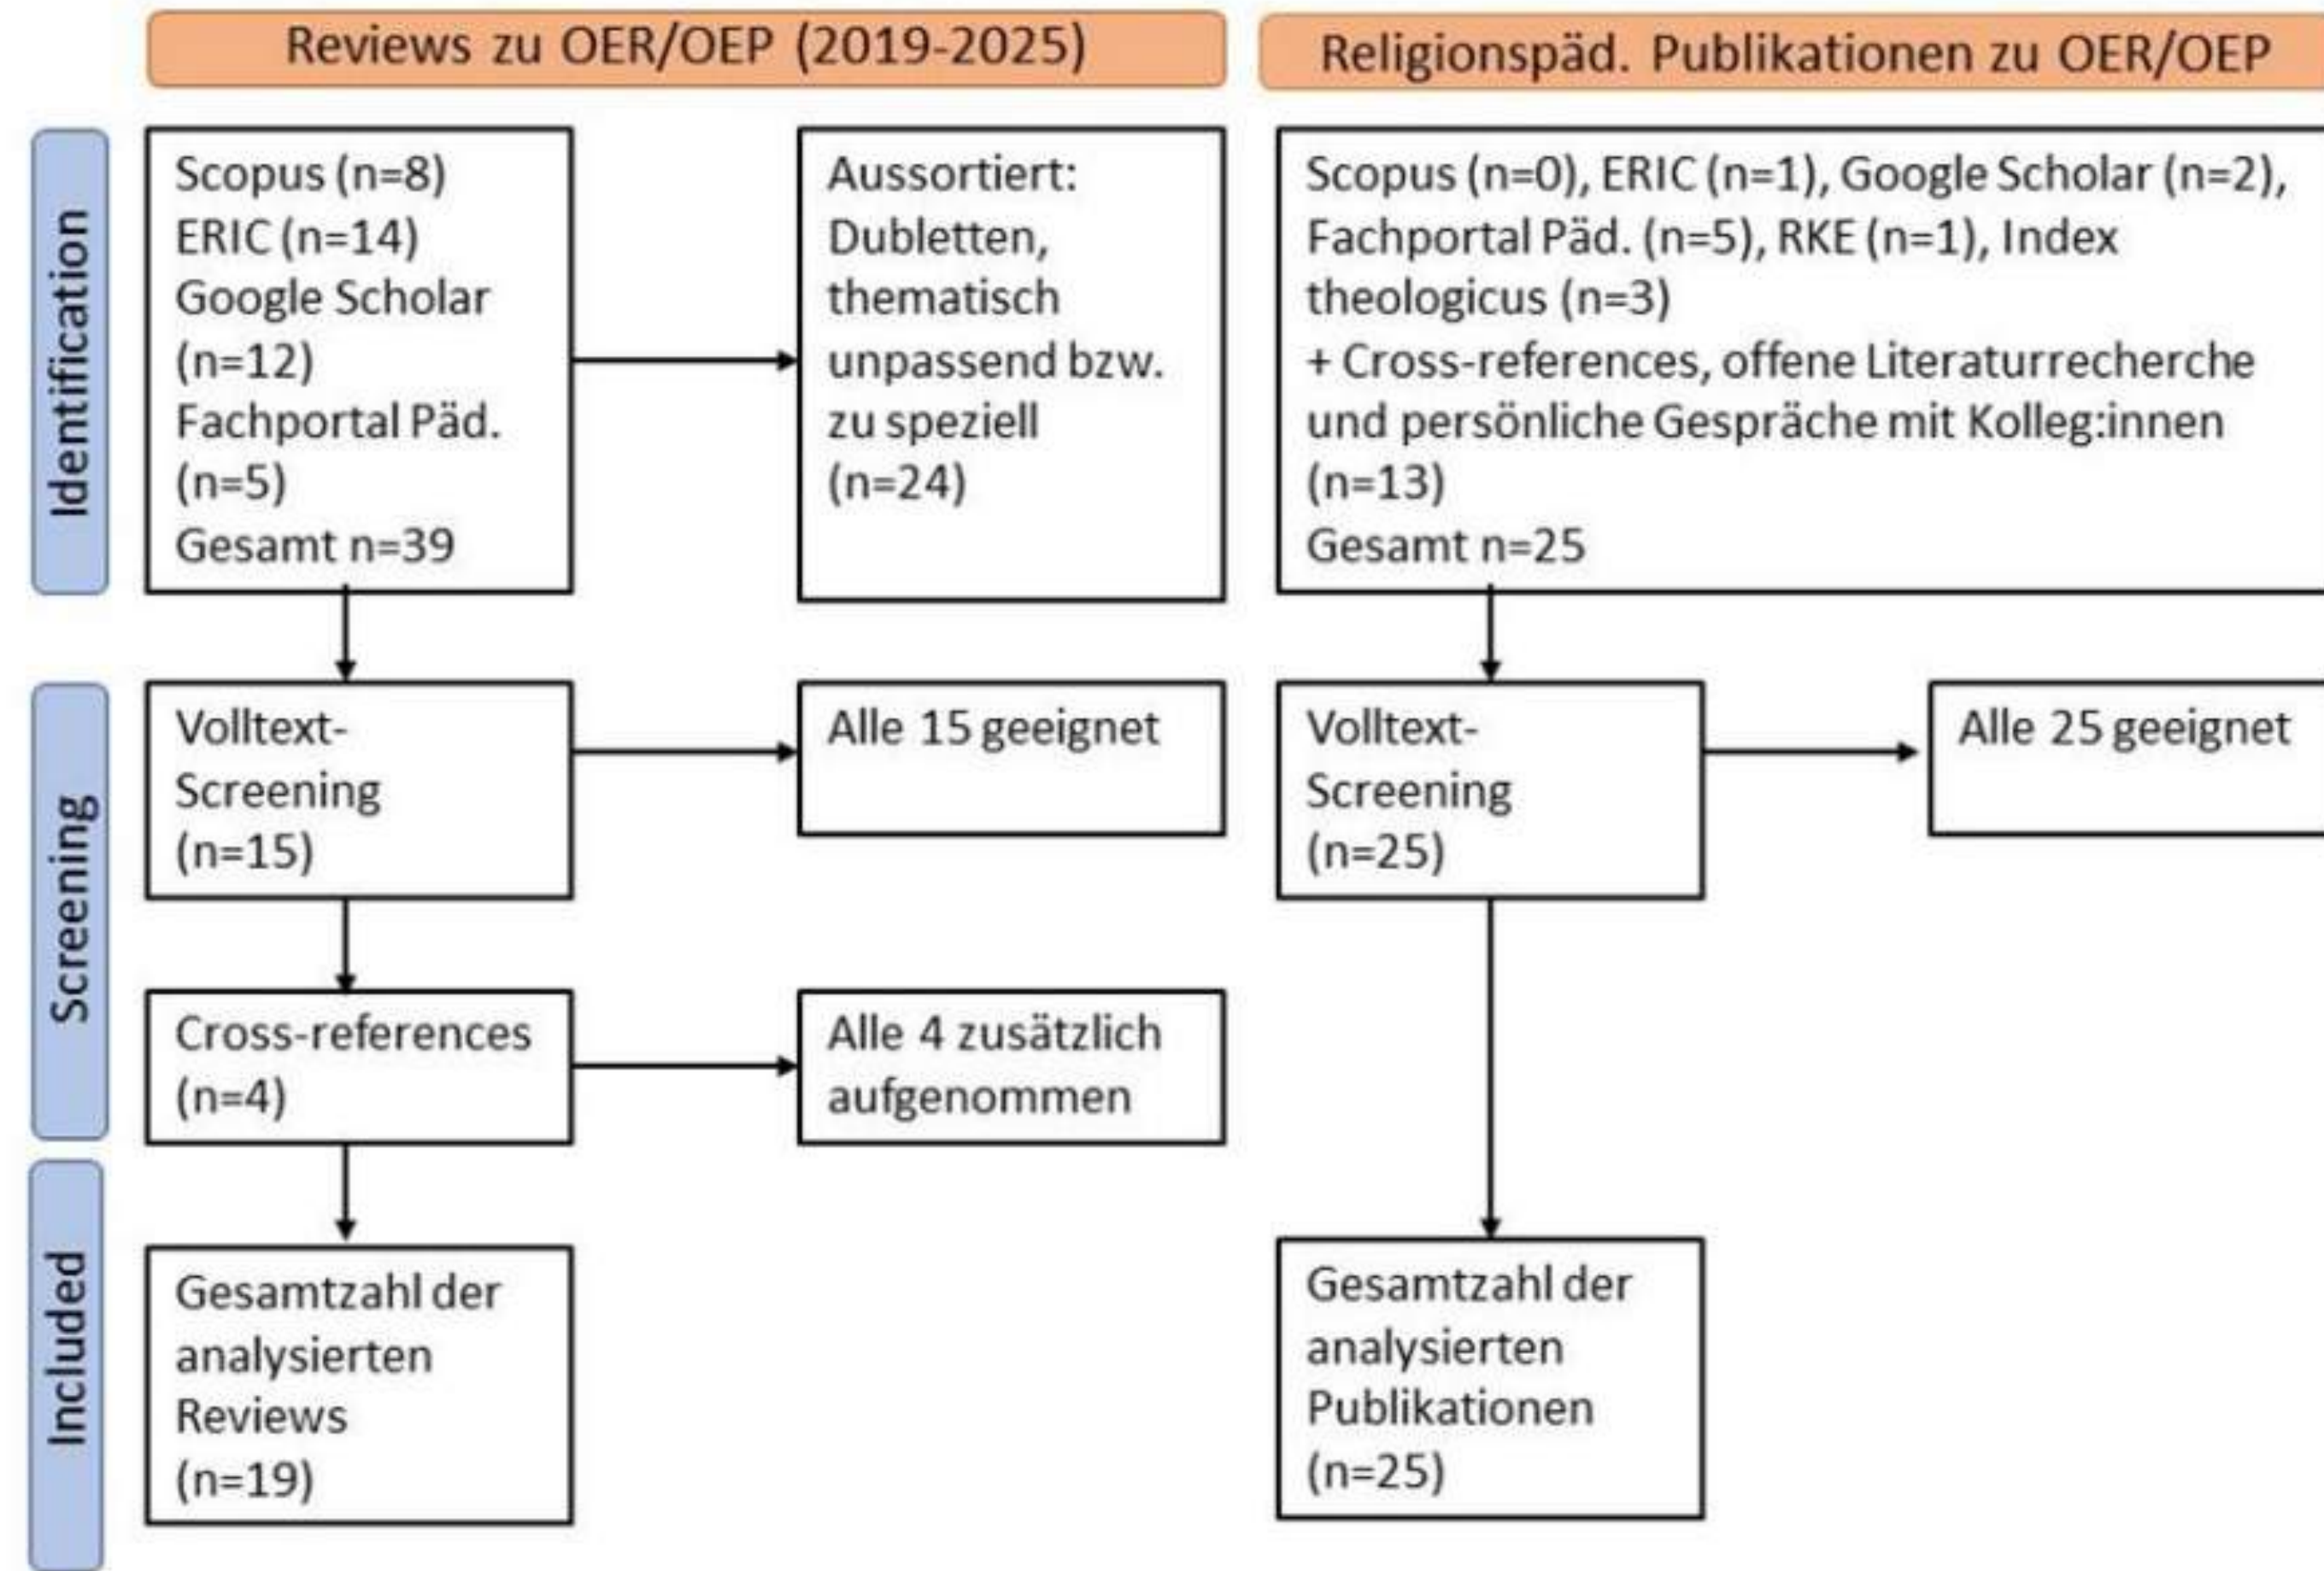 Reviews zu OER/OEP (2019-2025)
Religionspäd. Publikationen zu OER/OEP
Identification
Scopus (n=8)
ERIC (n=14)
Google Scholar
(n=12)
Fachportal Päd.
(n=5)
Gesamt n=39
Aussortiert:
Dubletten,
thematisch
unpassend bzw.
zu speziell
(n=24)
Scopus (n=0), ERIC (n=1), Google Scholar (n=2),
Fachportal Päd. (n=5), RKE (n=1), Index
theologicus (n=3)
+ Cross-references, offene Literaturrecherche
und persönliche Gespräche mit Kolleg:innen
(n=13)
Gesamt n=25
Screening
Volltext-
Screening
(n=15)
Alle 15 geeignet
Volltext-
Screening
(n=25)
Alle 25 geeignet
Cross-references
(n=4)
Alle 4 zusätzlich
aufgenommen
Included
Gesamtzahl der
analysierten
Reviews
(n=19)
Gesamtzahl der
analysierten
Publikationen
(n=25)